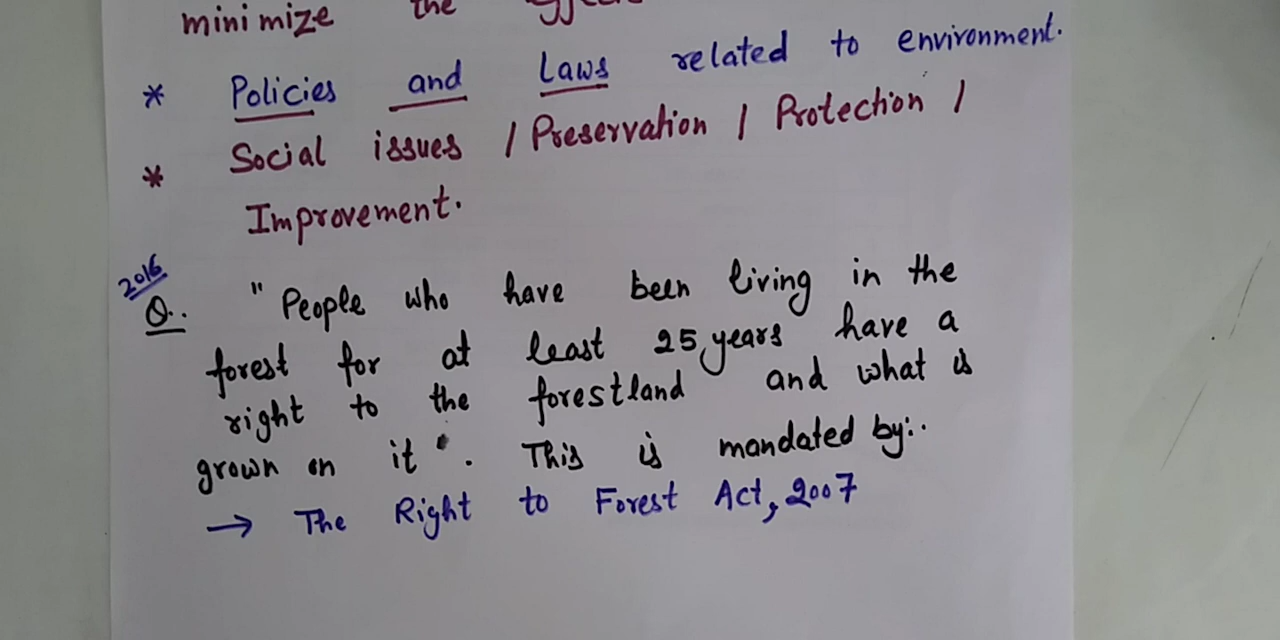 minimize the
* Policies and Laws related to environment.
* Social issues / Preservation / Protection /
Improvement.
2016
Q.. "People who have been living in the
forest for at least 25 years have a
right to the forestland and what is
grown on it". This is mandated by:.
→ The Right to Forest Act, 2007